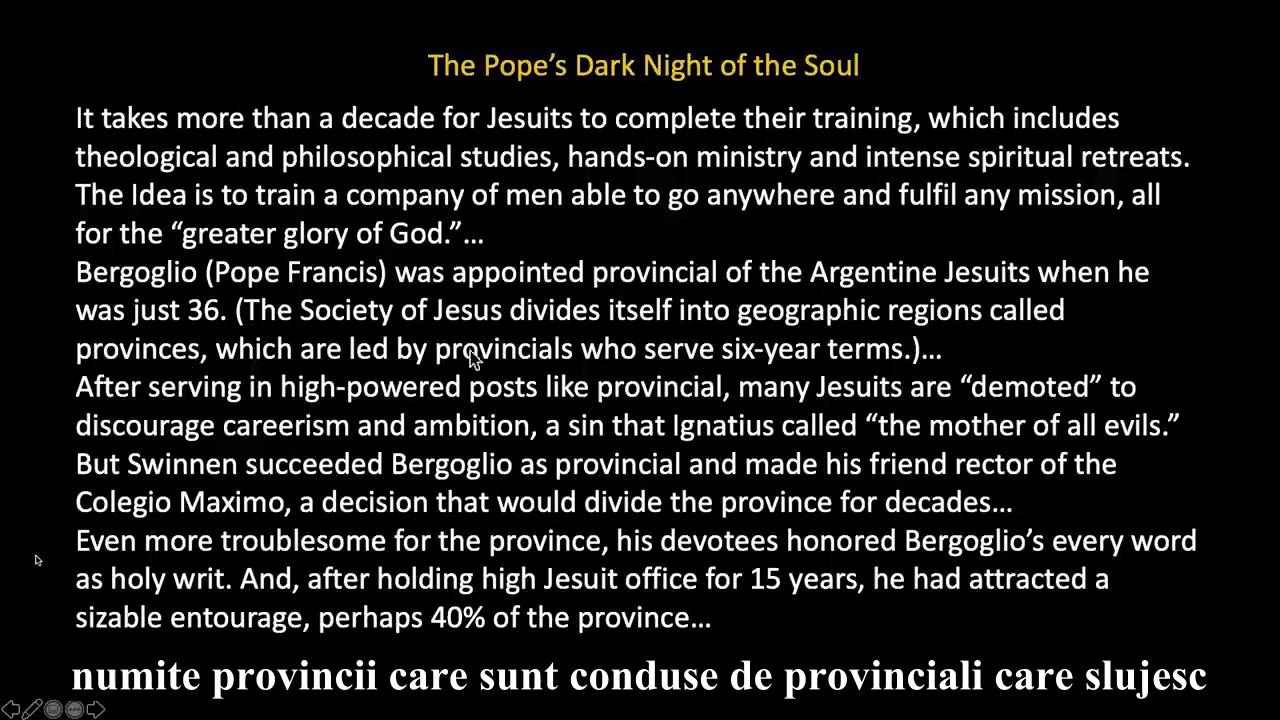 The Pope’s Dark Night of the Soul
It takes more than a decade for Jesuits to complete their training, which includes
theological and philosophical studies, hands-on ministry and intense spiritual retreats.
The Idea is to train a company of men able to go anywhere and fulfil any mission, all
for the “greater glory of God.”…
Bergoglio (Pope Francis) was appointed provincial of the Argentine Jesuits when he
was just 36. (The Society of Jesus divides itself into geographic regions called
provinces, which are led by provincials who serve six-year terms.)…
After serving in high-powered posts like provincial, many Jesuits are “demoted” to
discourage careerism and ambition, a sin that Ignatius called “the mother of all evils.”
But Swinnen succeeded Bergoglio as provincial and made his friend rector of the
Colegio Maximo, a decision that would divide the province for decades…
Even more troublesome for the province, his devotees honored Bergoglio’s every word
as holy writ. And, after holding high Jesuit office for 15 years, he had attracted a
sizable entourage, perhaps 40% of the province…
numite provincii care sunt conduse de provinciali care slujesc